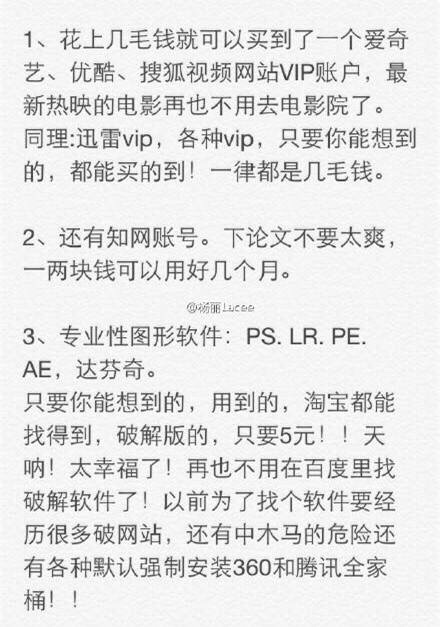 1、花上几毛钱就可以买到了一个爱奇
艺、优酷、搜狐视频网站VIP账户，最
新热映的电影再也不用去电影院了。
同理:迅雷vip，各种vip，只要你能想到
的，都能买的到！一律都是几毛钱。
2、还有知网账号。下论文不要太爽，
一两块钱可以用好几个月。
@杨丽Lucee
3、专业性图形软件：PS. LR. PE.
AE，达芬奇。
只要你能想到的，用到的，淘宝都能
找得到，破解版的，只要5元！！天
呐！太幸福了！再也不用在百度里找
破解软件了！以前为了找个软件要经
历很多破网站，还有中木马的危险还
有各种默认强制安装360和腾讯全家
桶！！